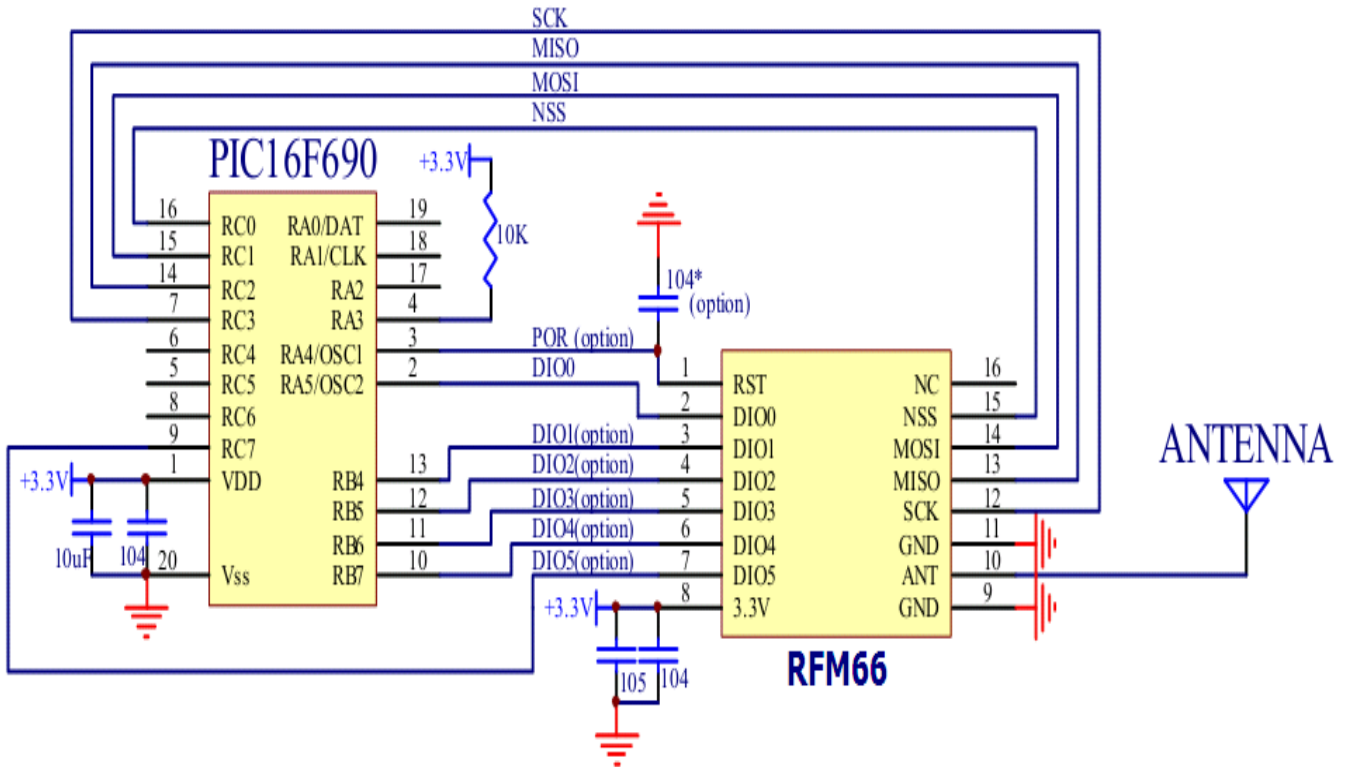 SCK
MISO
MOSI
NSS
PIC16F690
+3.3V
10K
16 RC0 RA0/DAT 19
15 RC1 RA1/CLK 18
14 RC2 RA2 17
7 RC3 RA3 4
6 RC4 RA4/OSC1 3
5 RC5 RA5/OSC2 2
8 RC6
9 RC7
1 VDD RB4 13
RB5 12
RB6 11
20 Vss RB7 10
+3.3V
10uF
104
104*
(option)
POR (option)
DIO0
DIO1(option)
DIO2(option)
DIO3(option)
DIO4(option)
DIO5(option)
+3.3V
105
104
1 RST NC 16
2 DIO0 NSS 15
3 DIO1 MOSI 14
4 DIO2 MISO 13
5 DIO3 SCK 12
6 DIO4 GND 11
7 DIO5 ANT 10
8 3.3V GND 9
RFM66
ANTENNA